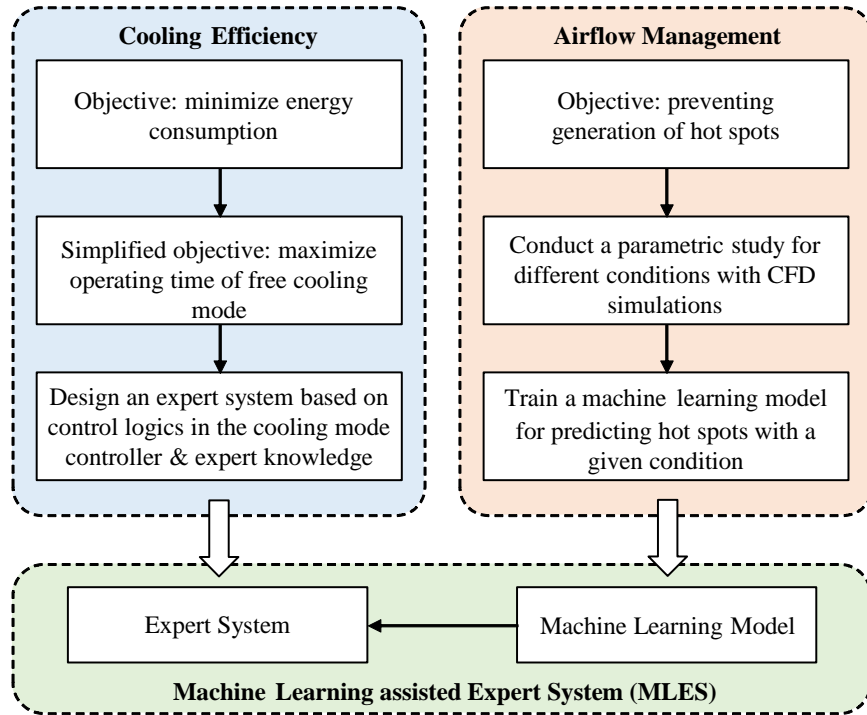 Cooling Efficiency
Objective: minimize energy
consumption
Simplified objective: maximize
operating time of free cooling
mode
Design an expert system based on
control logics in the cooling mode
controller & expert knowledge
Airflow Management
Objective: preventing
generation of hot spots
Conduct a parametric study for
different conditions with CFD
simulations
Train a machine learning model
for predicting hot spots with a
given condition
Expert System
Machine Learning Model
Machine Learning assisted Expert System (MLES)